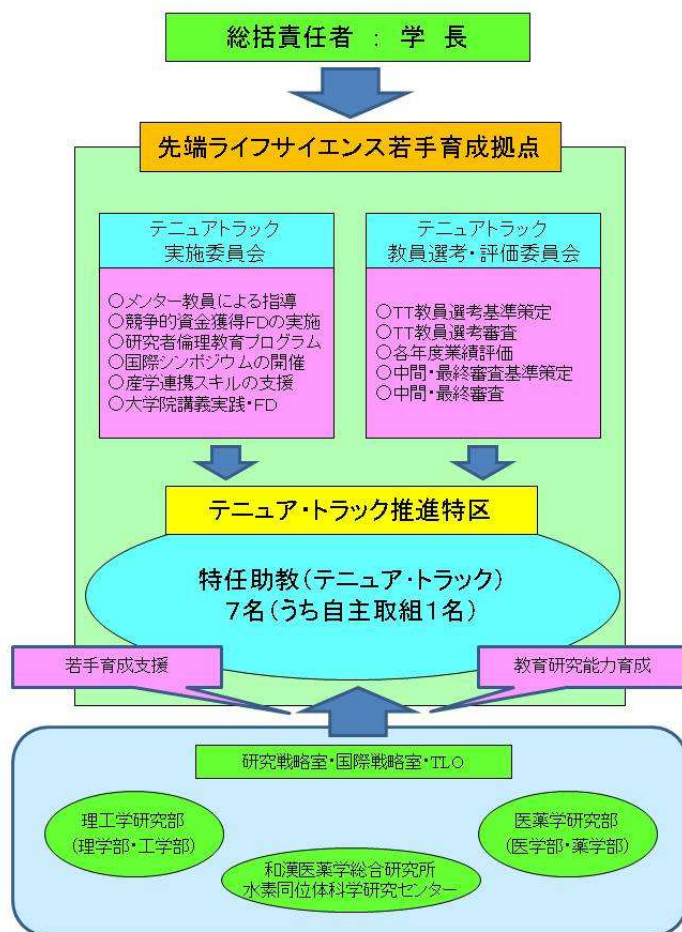 総括責任者 : 学 長
先端ライフサイエンス若手育成拠点
テニュアトラック
実施委員会
○メンター教員による指導
○競争的資金獲得FDの実施
○研究者倫理教育プログラム
○国際シンポジウムの開催
○産学連携スキルの支援
○大学院講義実践・FD
テニュアトラック
教員選考・評価委員会
○TT教員選考基準策定
○TT教員選考審査
○各年度業績評価
○中間・最終審査基準策定
○中間・最終審査
テニュア・トラック推進特区
特任助教(テニュア・トラック)
7名(うち自主取組1名)
若手育成支援
教育研究能力育成
研究戦略室・国際戦略室・TLO
理工学研究部
(理学部・工学部)
医薬学研究部
(医学部・薬学部)
和漢医薬学総合研究所
水素同位体科学研究センター